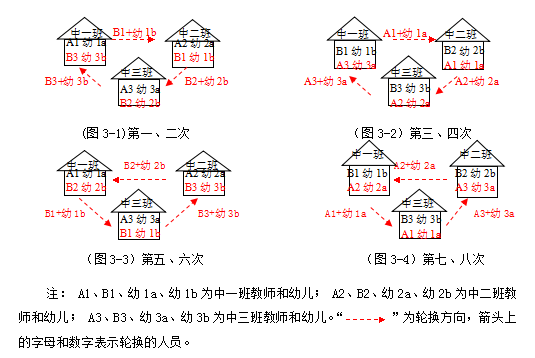 中一班 B1+幼 1b 中二班
A1 幼 1a A2 幼 2a
B3 幼 3b B1 幼 1b
中三班
B3+幼 3b A3 幼 3a B2+幼 2b
B2 幼 2b
(图 3-1)第一、二次
中一班 A1+幼 1a 中二班
B1 幼 1b B2 幼 2b
A3 幼 3a A1 幼 1a
中三班
A3+幼 3a B3 幼 3b A2+幼 2a
A2 幼 2a
(图 3-2）第三、四次
中一班 B2+幼 2b 中二班
A1 幼 1a A2 幼 2a
B2 幼 2b B3 幼 3b
中三班
B1+幼 1b A3 幼 3a B3+幼 3b
B1 幼 1b
(图 3-3）第五、六次
中一班 A2+幼 2a 中二班
B1 幼 1b B2 幼 2b
A2 幼 2a A3 幼 3a
中三班
A1+幼 1a B3 幼 3b A3+幼 3a
A1 幼 1a
(图 3-4）第七、八次
注： A1、B1、幼 1a、幼 1b 为中一班教师和幼儿； A2、B2、幼 2a、幼 2b 为中二班教
师和幼儿； A3、B3、幼 3a、幼 3b 为中三班教师和幼儿。“-----►”为轮换方向，箭头上
的字母和数字表示轮换的人员。